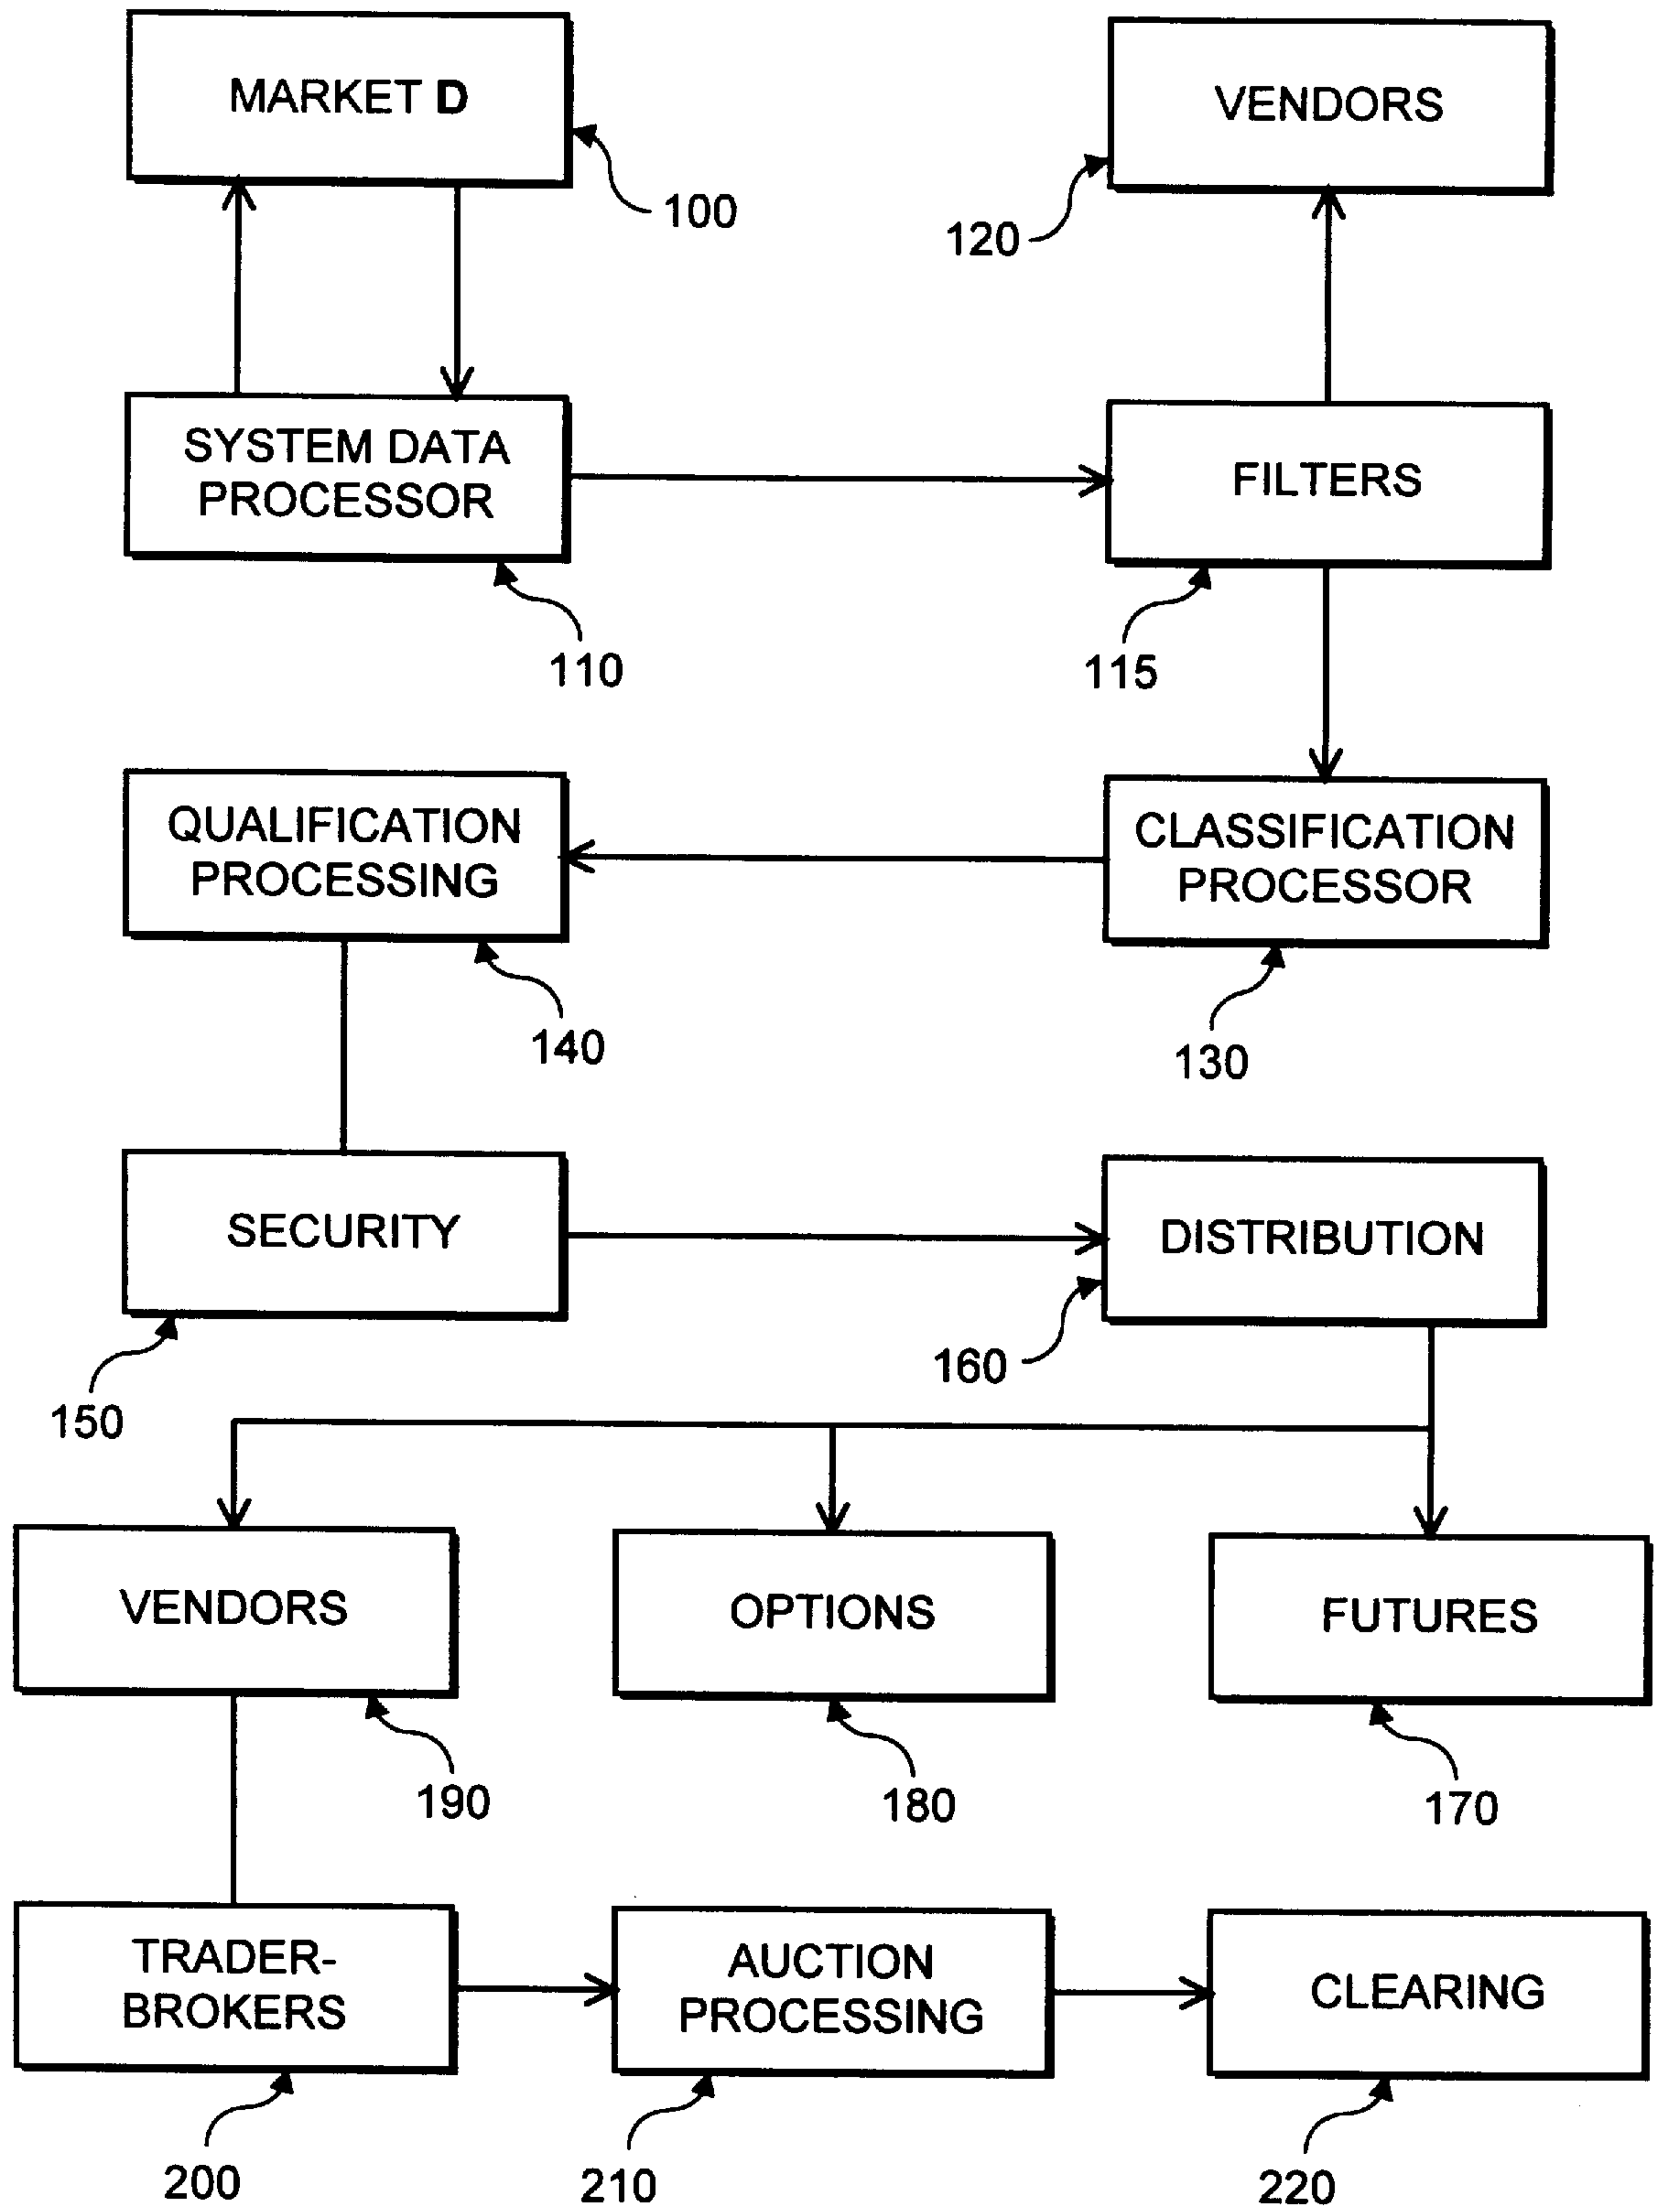 MARKET D
100
VENDORS
120
SYSTEM DATA
PROCESSOR
110
FILTERS
115
QUALIFICATION
PROCESSING
140
CLASSIFICATION
PROCESSOR
130
SECURITY
150
DISTRIBUTION
160
VENDORS
190
OPTIONS
180
FUTURES
170
TRADER-
BROKERS
200
AUCTION
PROCESSING
210
CLEARING
220